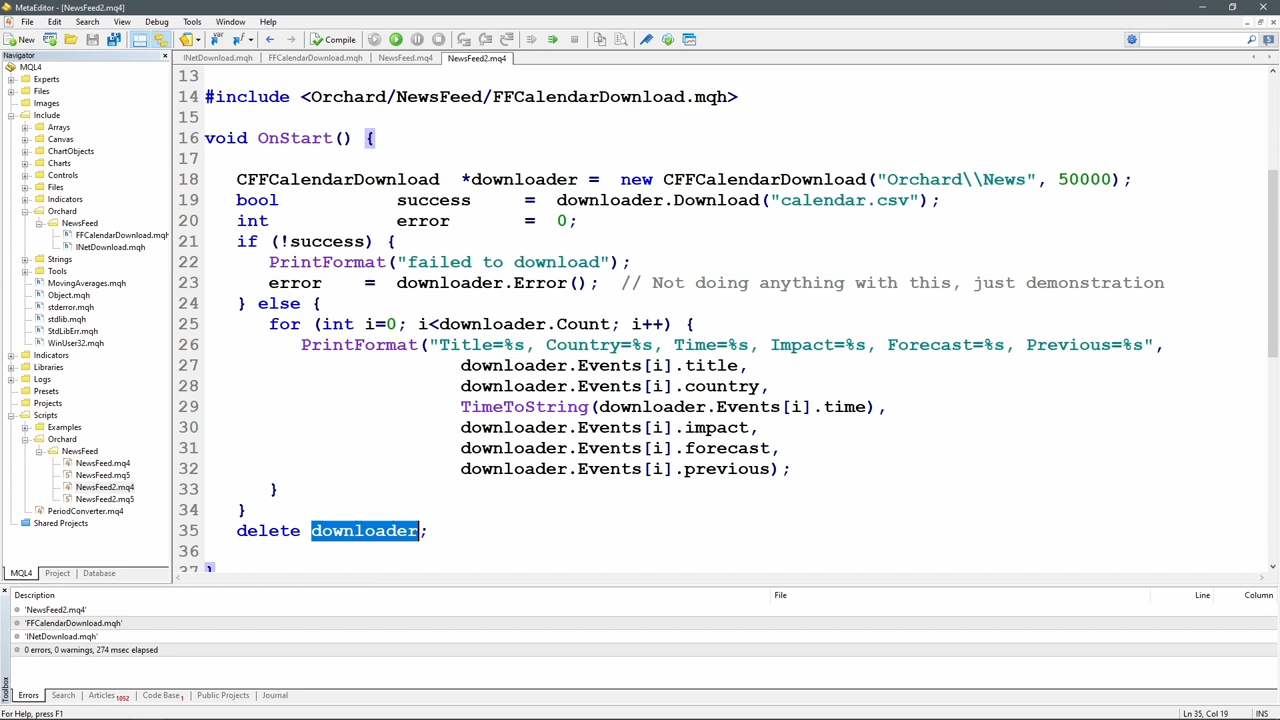 MetaEditor - [NewsFeed2.mq4]
File Edit Search View Debug Tools Window Help
New Compile
Navigator
INetDownload.mqh FFCalendarDownload.mqh NewsFeed.mq4 NewsFeed2.mq4
MQL4
Experts
Files
Images
Include
Arrays
Canvas
ChartObjects
Charts
Controls
Files
Indicators
Orchard
NewsFeed
FFCalendarDownload.mqh
INetDownload.mqh
Strings
Tools
MovingAverages.mqh
Object.mqh
stderror.mqh
stdlib.mqh
StdLibErr.mqh
WinUser32.mqh
Indicators
Libraries
Logs
Presets
Projects
Scripts
Examples
Orchard
NewsFeed
NewsFeed.mq4
NewsFeed.mq5
NewsFeed2.mq4
NewsFeed2.mq5
PeriodConverter.mq4
Shared Projects
MQL4 Project Database
13
14 #include <Orchard/NewsFeed/FFCalendarDownload.mqh>
15
16 void OnStart() {
17
18 CFFCalendarDownload *downloader = new CFFCalendarDownload("Orchard\\News", 50000);
19 bool success = downloader.Download("calendar.csv");
20 int error = 0;
21 if (!success) {
22 PrintFormat("failed to download");
23 error = downloader.Error(); // Not doing anything with this, just demonstration
24 } else {
25 for (int i=0; i<downloader.Count; i++) {
26 PrintFormat("Title=%s, Country=%s, Time=%s, Impact=%s, Forecast=%s, Previous=%s",
27 downloader.Events[i].title,
28 downloader.Events[i].country,
29 TimeToString(downloader.Events[i].time),
30 downloader.Events[i].impact,
31 downloader.Events[i].forecast,
32 downloader.Events[i].previous);
33 }
34 }
35 delete downloader;
36
37 }
Description File Line Column
'NewsFeed2.mq4'
'FFCalendarDownload.mqh'
'INetDownload.mqh'
0 errors, 0 warnings, 274 msec elapsed
Toolbox
Errors Search Articles 1052 Code Base 1 Public Projects Journal
For Help, press F1 Ln 35, Col 19 INS